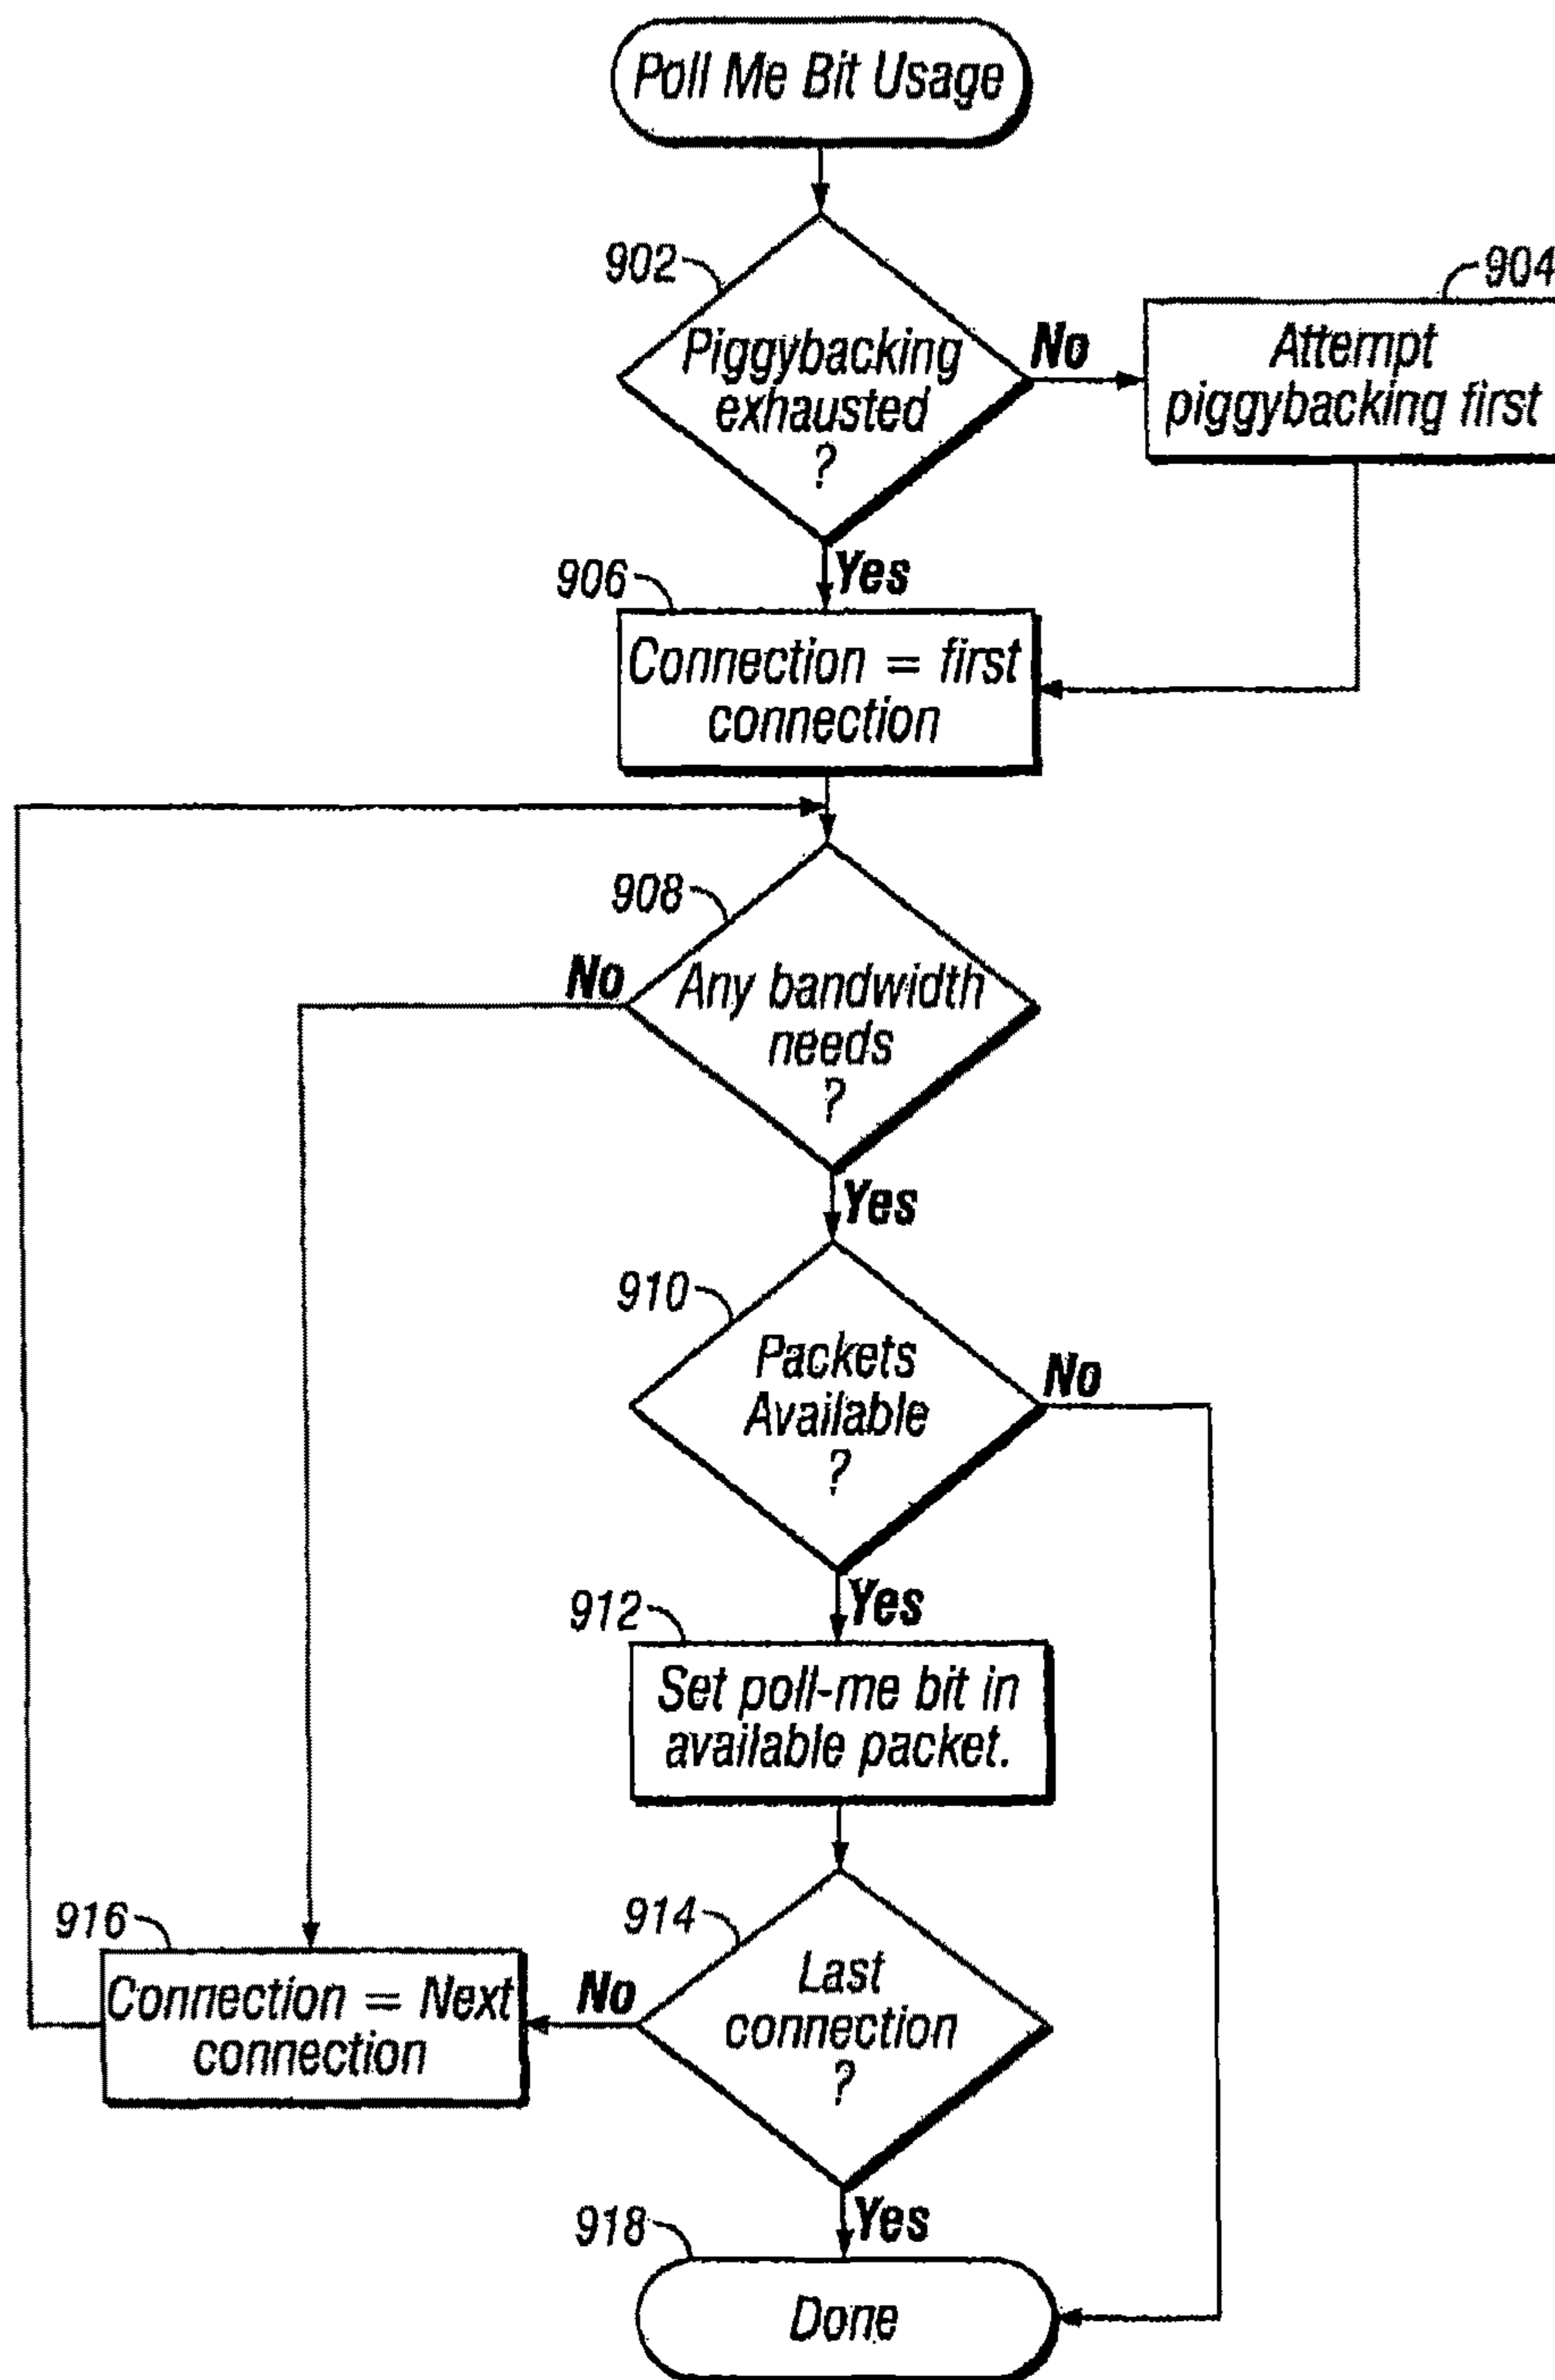 Poll Me Bit Usage
902
Piggybacking
exhausted
?
No
904
Attempt
piggybacking first
Yes
906
Connection = first
connection
908
No
Any bandwidth
needs
?
Yes
910
Packets
Available
?
No
Yes
912
Set poll-me bit in
available packet.
914
Last
connection
?
No
916
Connection = Next
connection
Yes
918
Done